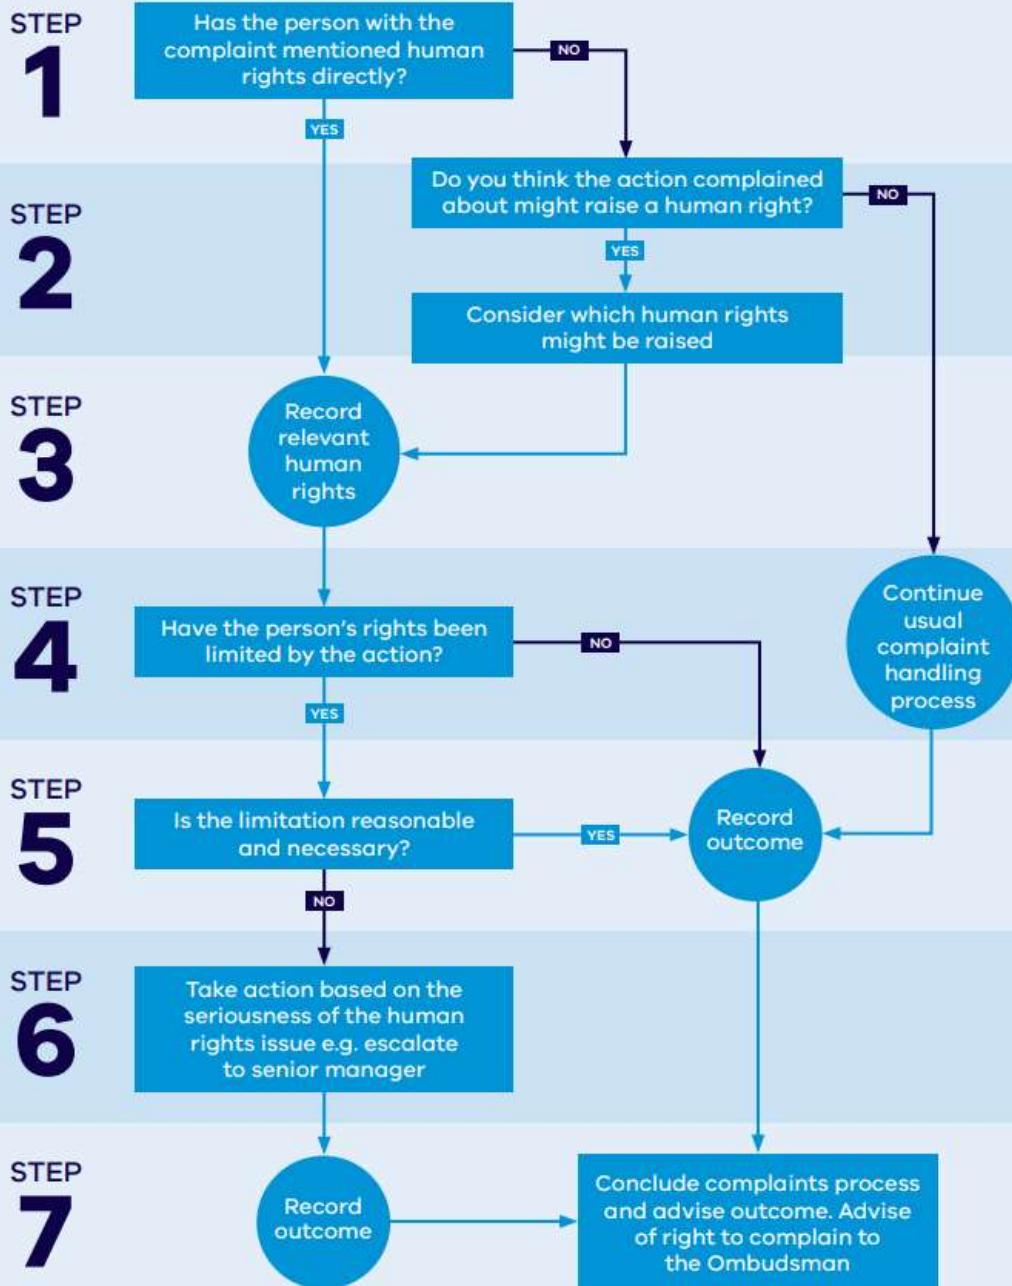 STEP
1
Has the person with the
complaint mentioned human
rights directly?
NO
YES
STEP
2
Do you think the action complained
about might raise a human right?
NO
YES
Consider which human rights
might be raised
STEP
3
Record
relevant
human
rights
STEP
4
Have the person's rights been
limited by the action?
NO
YES
Continue
usual
complaint
handling
process
STEP
5
Is the limitation reasonable
and necessary?
YES
NO
Record
outcome
STEP
6
Take action based on the
seriousness of the human
rights issue e.g. escalate
to senior manager
STEP
7
Record
outcome
Conclude complaints process
and advise outcome. Advise
of right to complain to
the Ombudsman